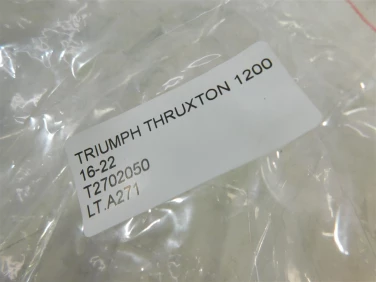 TRIUMPH THRUXTON 1200
16-22
T2702050
LT.A271